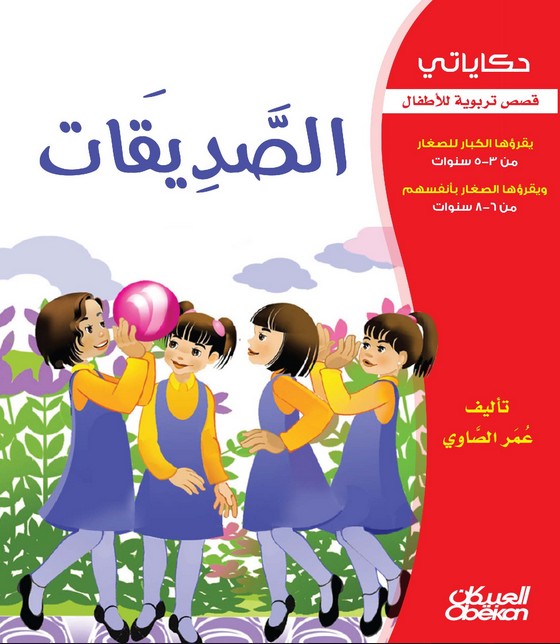 حكاياتي
قصص تربوية للأطفال
يقرؤها الكبار للصغار
من ٣-٥ سنوات
ويقرؤها الصغار بأنفسهم
من ٦-٨ سنوات
الصَّدِيقَات
تأليف
عُمَر الصَّاوي
العبيكان
Obekan